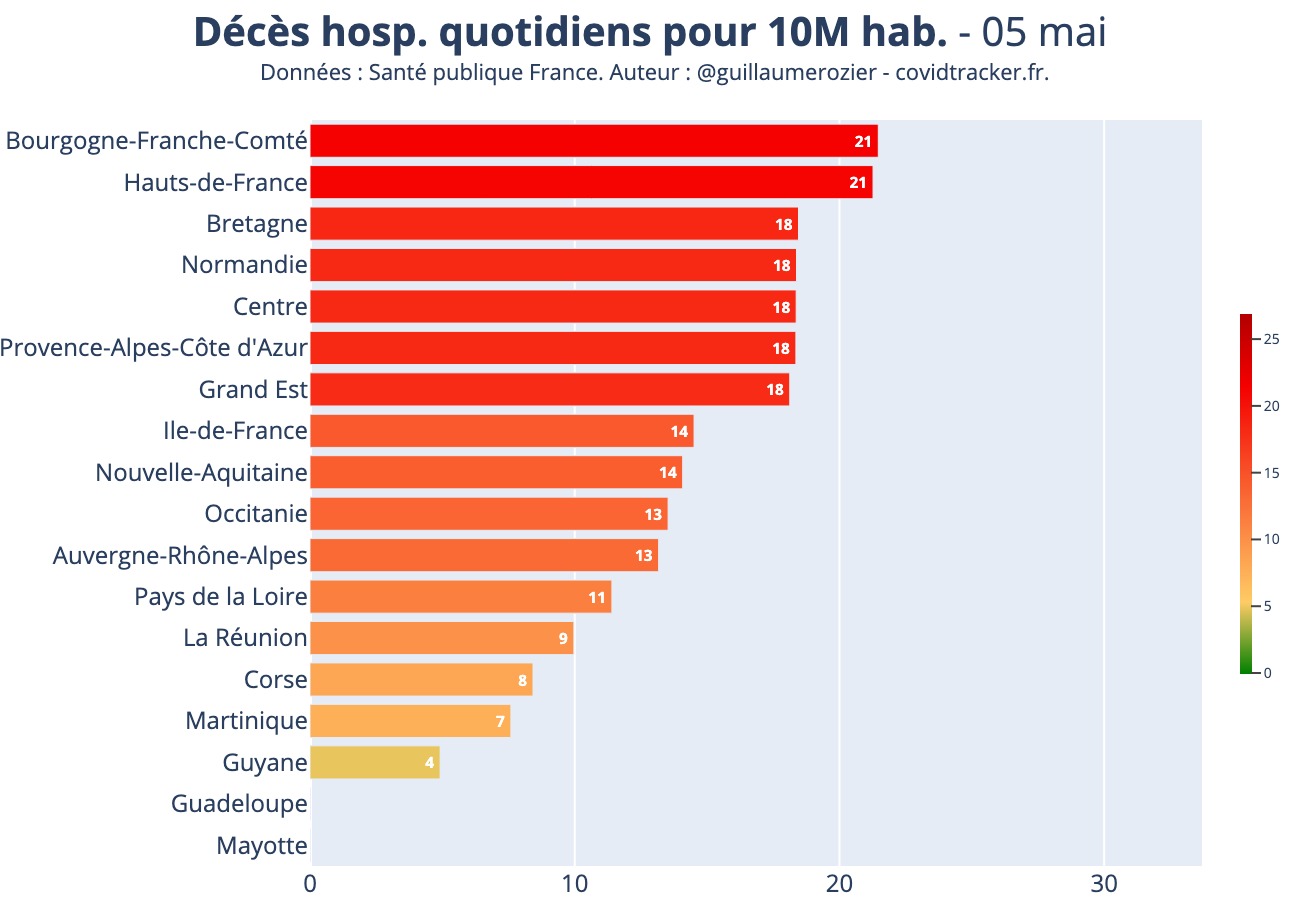 Décès hosp. quotidiens pour 10M hab. - 05 mai
Données : Santé publique France. Auteur : @guillaumerozier - covidtracker.fr.
Bourgogne-Franche-Comté 21
Hauts-de-France 21
Bretagne 18
Normandie 18
Centre 18
Provence-Alpes-Côte d'Azur 18
Grand Est 18
Ile-de-France 14
Nouvelle-Aquitaine 14
Occitanie 13
Auvergne-Rhône-Alpes 13
Pays de la Loire 11
La Réunion 9
Corse 8
Martinique 7
Guyane 4
Guadeloupe
Mayotte
0 10 20 30
25
20
15
10
5
0